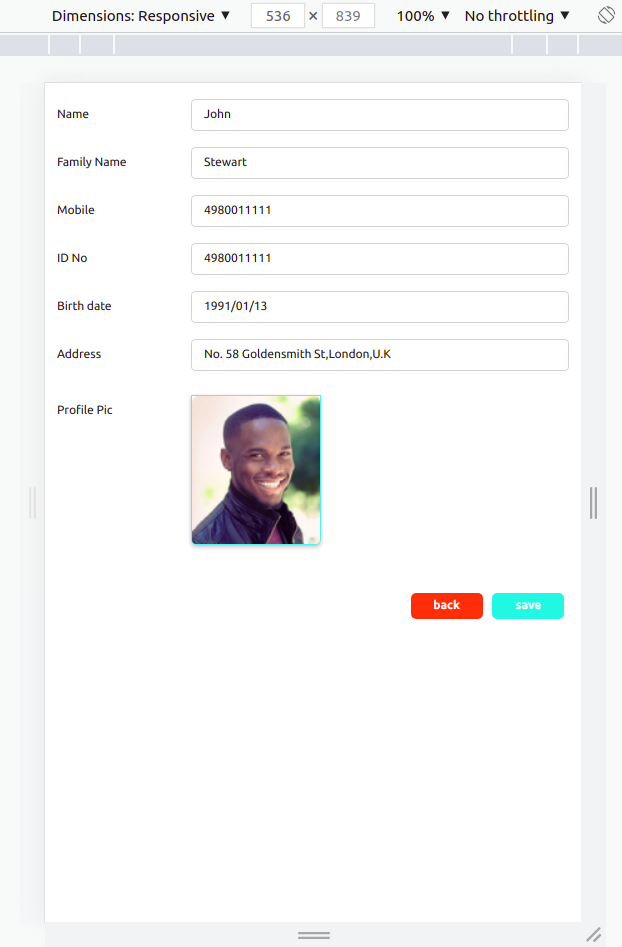 Dimensions: Responsive ▼ 536 × 839 100% ▼ No throttling ▼
Name John
Family Name Stewart
Mobile 4980011111
ID No 4980011111
Birth date 1991/01/13
Address No. 58 Goldensmith St,London,U.K
Profile Pic
back save